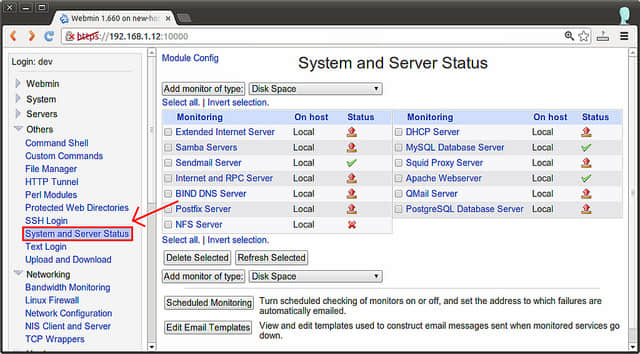 Webmin 1.660 on new-ho
https://192.168.1.12:10000
Login: dev
Webmin
System
Servers
Others
Command Shell
Custom Commands
File Manager
HTTP Tunnel
Perl Modules
Protected Web Directories
SSH Login
System and Server Status
Text Login
Upload and Download
Networking
Bandwidth Monitoring
Linux Firewall
Network Configuration
NIS Client and Server
TCP Wrappers
Module Config
System and Server Status
Add monitor of type: Disk Space
Select all. | Invert selection.
Monitoring On host Status Monitoring On host Status
Extended Internet Server Local DHCP Server Local
Samba Servers Local MySQL Database Server Local
Sendmail Server Local Squid Proxy Server Local
Internet and RPC Server Local Apache Webserver Local
BIND DNS Server Local QMail Server Local
Postfix Server Local PostgreSQL Database Server Local
NFS Server Local
Select all. | Invert selection.
Delete Selected Refresh Selected
Add monitor of type: Disk Space
Scheduled Monitoring Turn scheduled checking of monitors on or off, and set the address to which failures are
automatically emailed.
Edit Email Templates View and edit templates used to construct email messages sent when monitored services go
down.